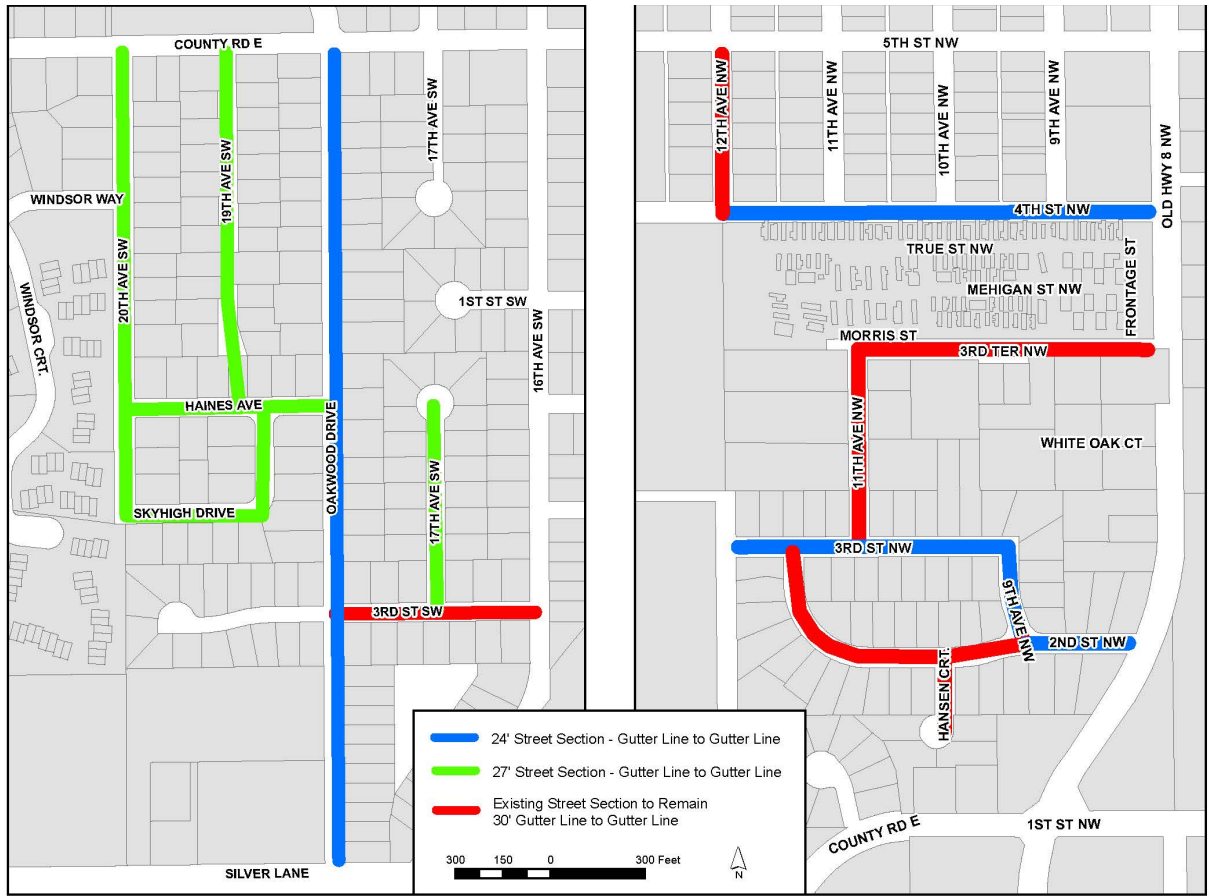 COUNTY RD E
17TH AVE SW
19TH AVE SW
WINDSOR WAY
20TH AVE SW
WINDSOR CRT.
1ST ST SW
16TH AVE SW
HAINES AVE
OAKWOOD DRIVE
17TH AVE SW
SKYHIGH DRIVE
3RD ST SW
SILVER LANE
5TH ST NW
12TH AVE NW
11TH AVE NW
10TH AVE NW
9TH AVE NW
OLD HWY 8 NW
4TH ST NW
TRUE ST NW
FRONTAGE ST
MEHIGAN ST NW
MORRIS ST
3RD TER NW
11TH AVE NW
WHITE OAK CT
3RD ST NW
9TH AVE NW
2ND ST NW
HANSEN CRT.
COUNTY RD E
1ST ST NW
24' Street Section - Gutter Line to Gutter Line
27' Street Section - Gutter Line to Gutter Line
Existing Street Section to Remain
30' Gutter Line to Gutter Line
300 150 0 300 Feet
N